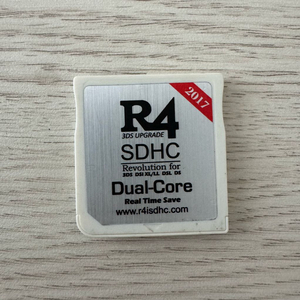 2017
R4
3DS UPGRADE
SDHC
Revolution for
3DS DSi XL/LL DSL DS
Dual-Core
Real Time Save
www.r4isdhc.com